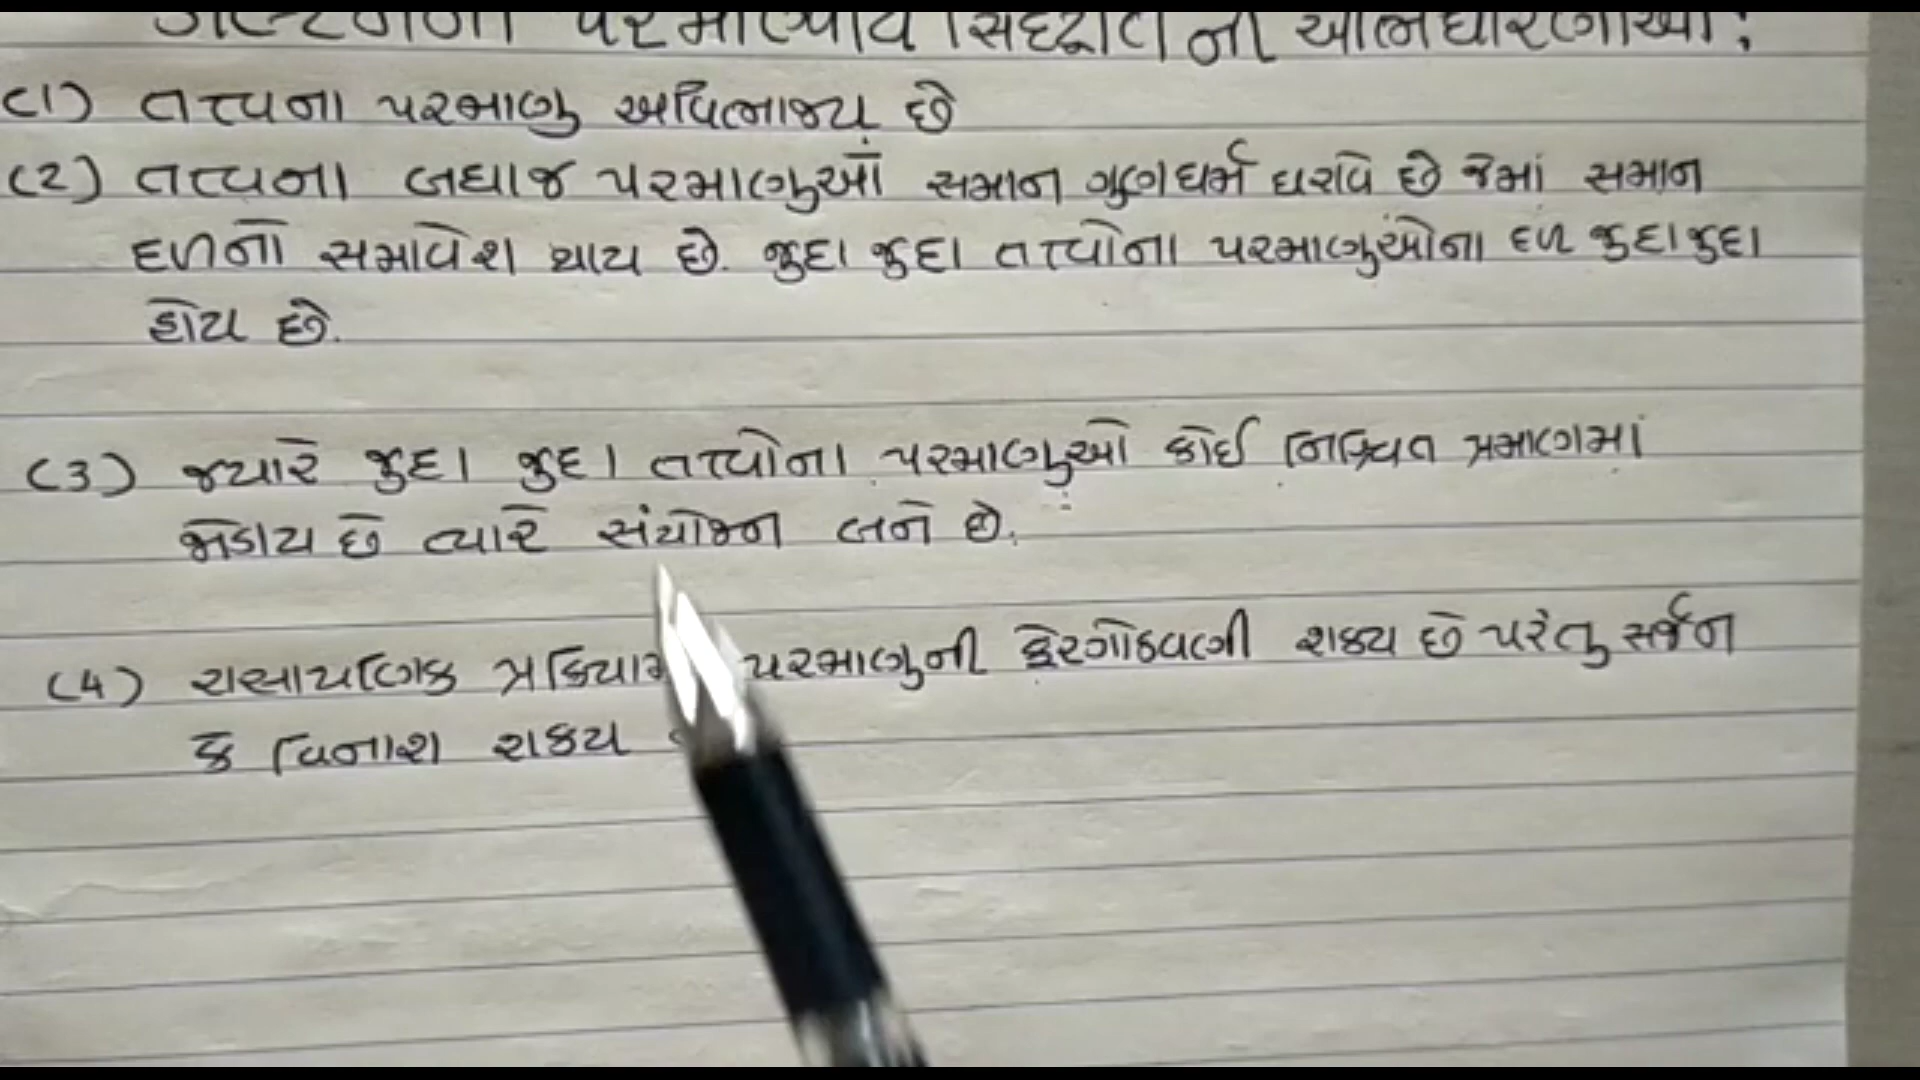 પરમાણ્વીય સિદ્ધાંત ની અભિધારણાઓ :
(1) તત્ત્વના પરમાણુ અવિભાજ્ય છે
(2) તત્ત્વના બધાજ પરમાણુઓ સમાન ગુણધર્મ ધરાવે છે જેમાં સમાન
દળનો સમાવેશ થાય છે. જુદા જુદા તત્ત્વોના પરમાણુઓના દળ જુદા જુદા
હોય છે.
(3) જ્યારે જુદા જુદા તત્ત્વોના પરમાણુઓ કોઈ નિશ્ચિત પ્રમાણમાં
જોડાય છે ત્યારે સંયોજન બને છે.
(4) રાસાયણિક પરમાણુની ફેરગોઠવણી શક્ય છે પરંતુ સર્જન
કે વિનાશ શક્ય